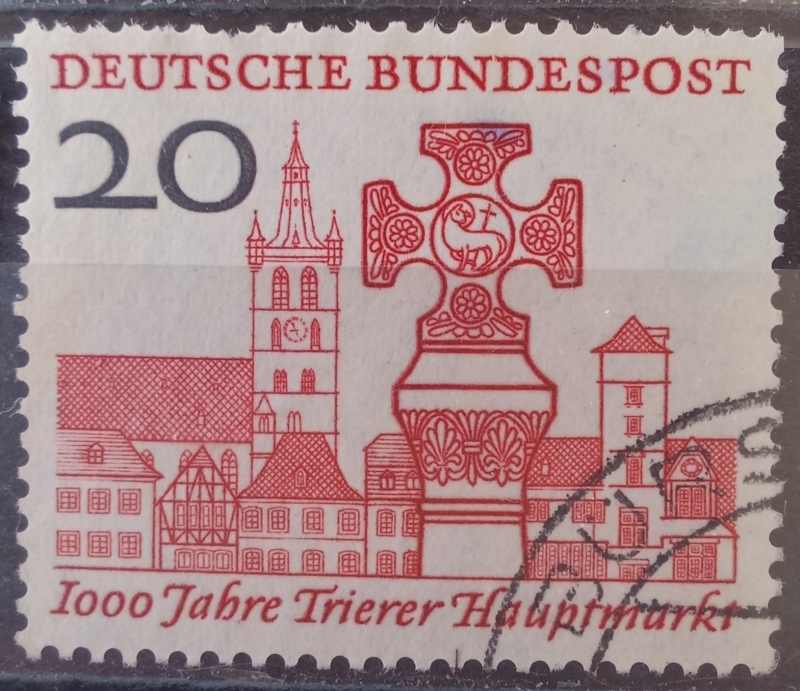 DEUTSCHE BUNDESPOST
20
1000 Jahre Trierer Hauptmarkt